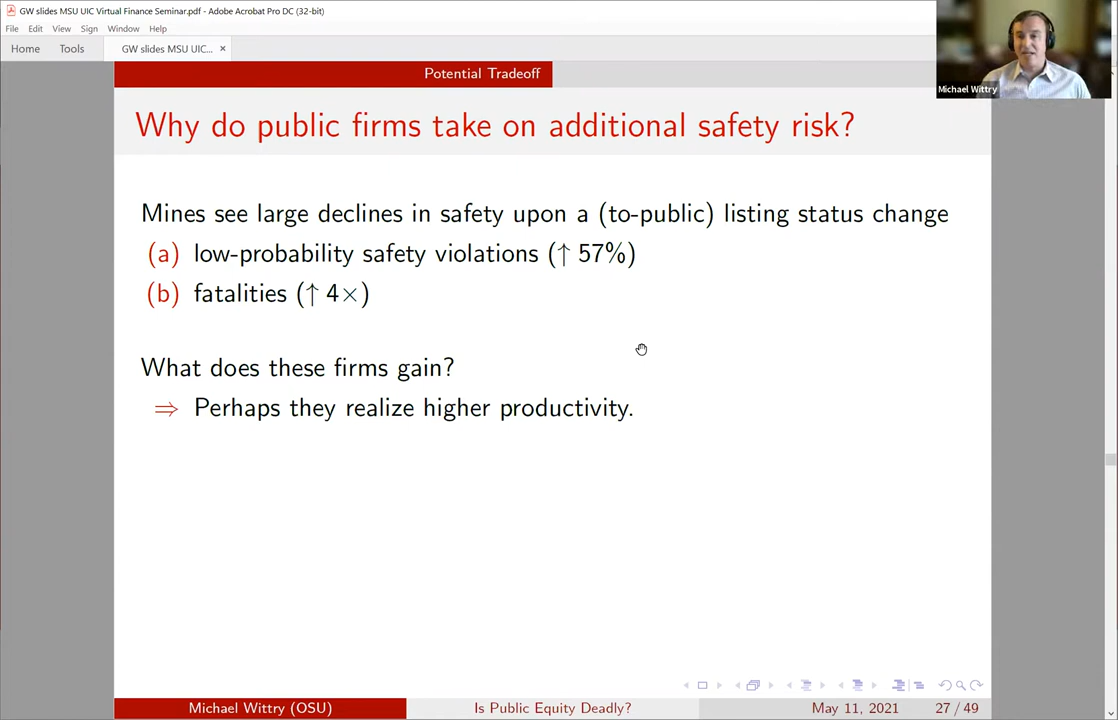 GW slides MSU UIC Virtual Finance Seminar.pdf - Adobe Acrobat Pro DC (32-bit)
File Edit View Sign Window Help
Home Tools GW slides MSU UIC... ×
Michael Wittry
Potential Tradeoff
Why do public firms take on additional safety risk?
Mines see large declines in safety upon a (to-public) listing status change
(a) low-probability safety violations (↑ 57%)
(b) fatalities (↑ 4×)
What does these firms gain?
⇒ Perhaps they realize higher productivity.
Michael Wittry (OSU) Is Public Equity Deadly? May 11, 2021 27 / 49